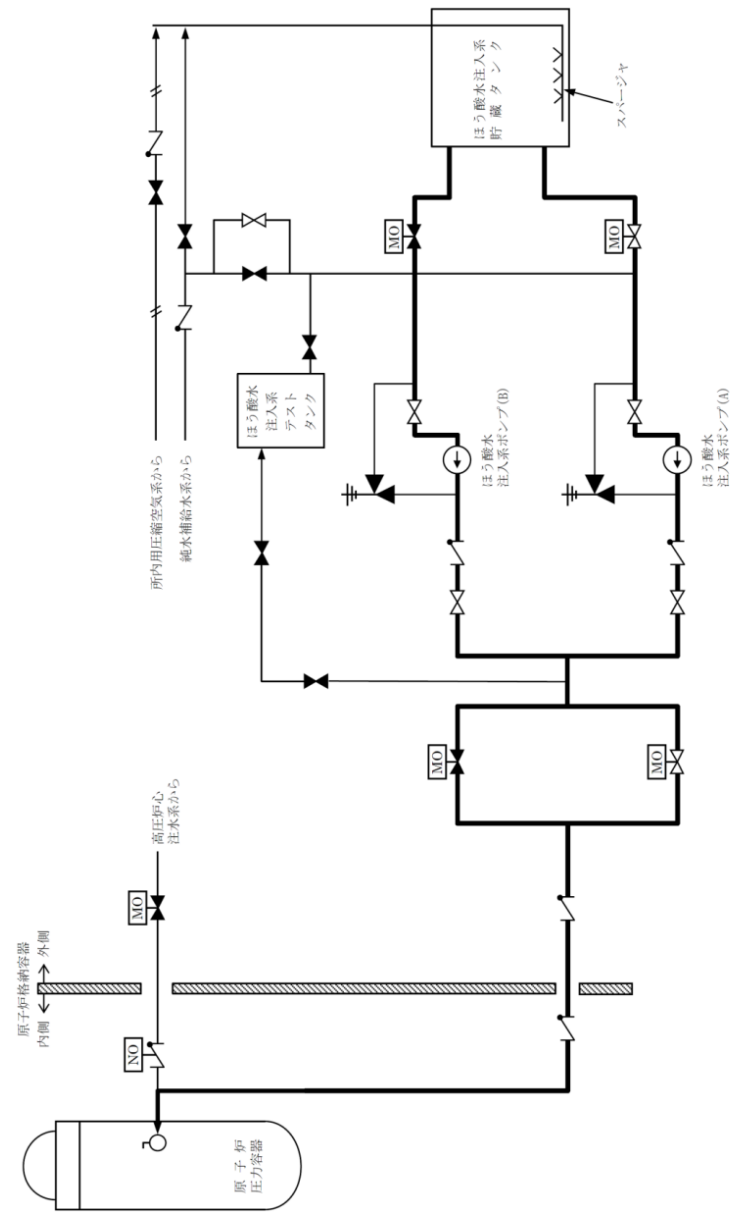 所内用圧縮空気系から
純水補給水系から
ほう酸水注入系
貯蔵タンク
スパージャ
MO
MO
ほう酸水
注入系
テスト
タンク
ほう酸水
注入系ポンプ(B)
ほう酸水
注入系ポンプ(A)
MO
MO
高圧炉心
注水系から
MO
原子炉格納容器
内側 外側
NO
原子炉
圧力容器